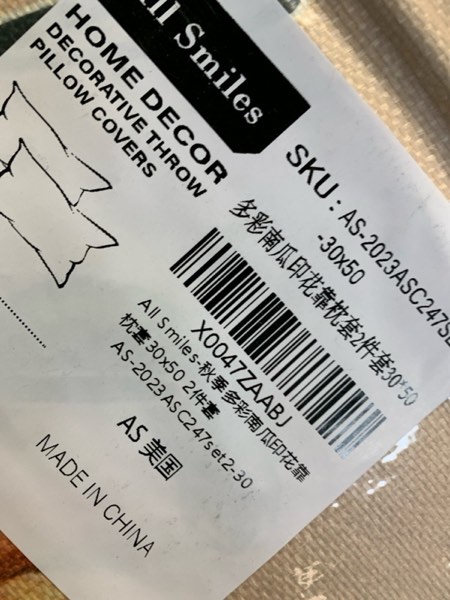 All Smiles
HOME DECOR
DECORATIVE THROW
PILLOW COVERS
SKU : AS-2023ASC247SE
-30x50
多彩南瓜印花靠枕套2件套30*50
X0047ZAABJ
All Smiles-秋季多彩南瓜印花靠
枕套30x50 2件套
AS-2023ASC247set2-30
AS 美国
MADE IN CHINA